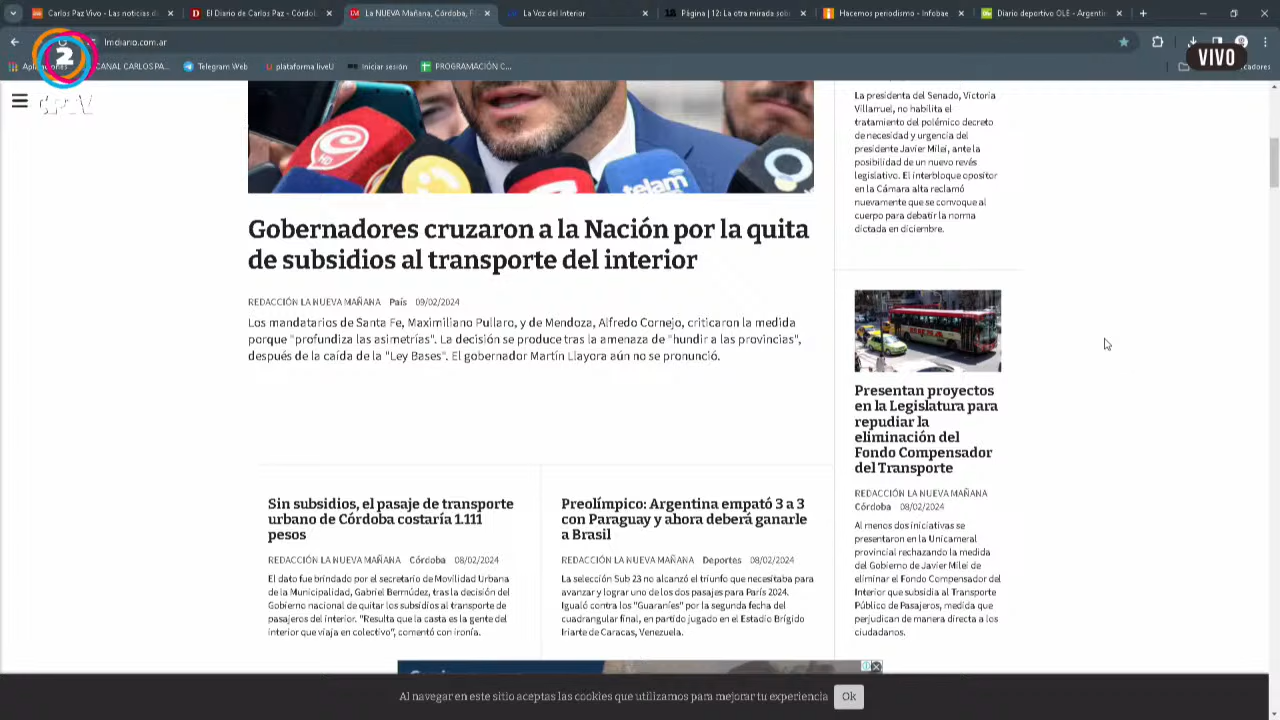 Carlos Paz Vivo - Las noticias d
El Diario de Carlos Paz - Córdob
La NUEVA Mañana, Córdoba, R
La Voz del Interior
Página | 12: La otra mirada sob
Hacemos periodismo - Infobae
Diario deportivo OLE - Argentin
lmdiario.com.ar
CANAL CARLOS PA...
Telegram Web
plataforma liveU
Iniciar sesión
PROGRAMACIÓN C...
2
CPTV
VIVO
telam
Gobernadores cruzaron a la Nación por la quita
de subsidios al transporte del interior
REDACCIÓN LA NUEVA MAÑANA País 09/02/2024
Los mandatarios de Santa Fe, Maximiliano Pullaro, y de Mendoza, Alfredo Cornejo, criticaron la medida
porque "profundiza las asimetrías". La decisión se produce tras la amenaza de "hundir a las provincias",
después de la caída de la "Ley Bases". El gobernador Martín Llayora aún no se pronunció.
Sin subsidios, el pasaje de transporte
urbano de Córdoba costaría 1.111
pesos
REDACCIÓN LA NUEVA MAÑANA Córdoba 08/02/2024
El dato fue brindado por el secretario de Movilidad Urbana
de la Municipalidad, Gabriel Bermúdez, tras la decisión del
Gobierno nacional de quitar los subsidios al transporte de
pasajeros del interior. "Resulta que la casta es la gente del
interior que viaja en colectivo", comentó con ironía.
Preolímpico: Argentina empató 3 a 3
con Paraguay y ahora deberá ganarle
a Brasil
REDACCIÓN LA NUEVA MAÑANA Deportes 08/02/2024
La selección Sub 23 no alcanzó el triunfo que necesitaba para
avanzar y lograr uno de los dos pasajes para París 2024.
Igualó contra los "Guaraníes" por la segunda fecha del
cuadrangular final, en partido jugado en el Estadio Brígido
Iriarte de Caracas, Venezuela.
La presidenta del Senado, Victoria
Villarruel, no habilita el
tratamiento del polémico decreto
de necesidad y urgencia del
presidente Javier Milei, ante la
posibilidad de un nuevo revés
legislativo. El interbloque opositor
en la Cámara alta reclamó
nuevamente que se convoque al
cuerpo para debatir la norma
dictada en diciembre.
Presentan proyectos
en la Legislatura para
repudiar la
eliminación del
Fondo Compensador
del Transporte
REDACCIÓN LA NUEVA MAÑANA
Córdoba 08/02/2024
Al menos dos iniciativas se
presentaron en la Unicameral
provincial rechazando la medida
del Gobierno de Javier Milei de
eliminar el Fondo Compensador del
Interior que subsidia al Transporte
Público de Pasajeros, medida que
perjudican de manera directa a los
ciudadanos.
Al navegar en este sitio aceptas las cookies que utilizamos para mejorar tu experiencia
Ok